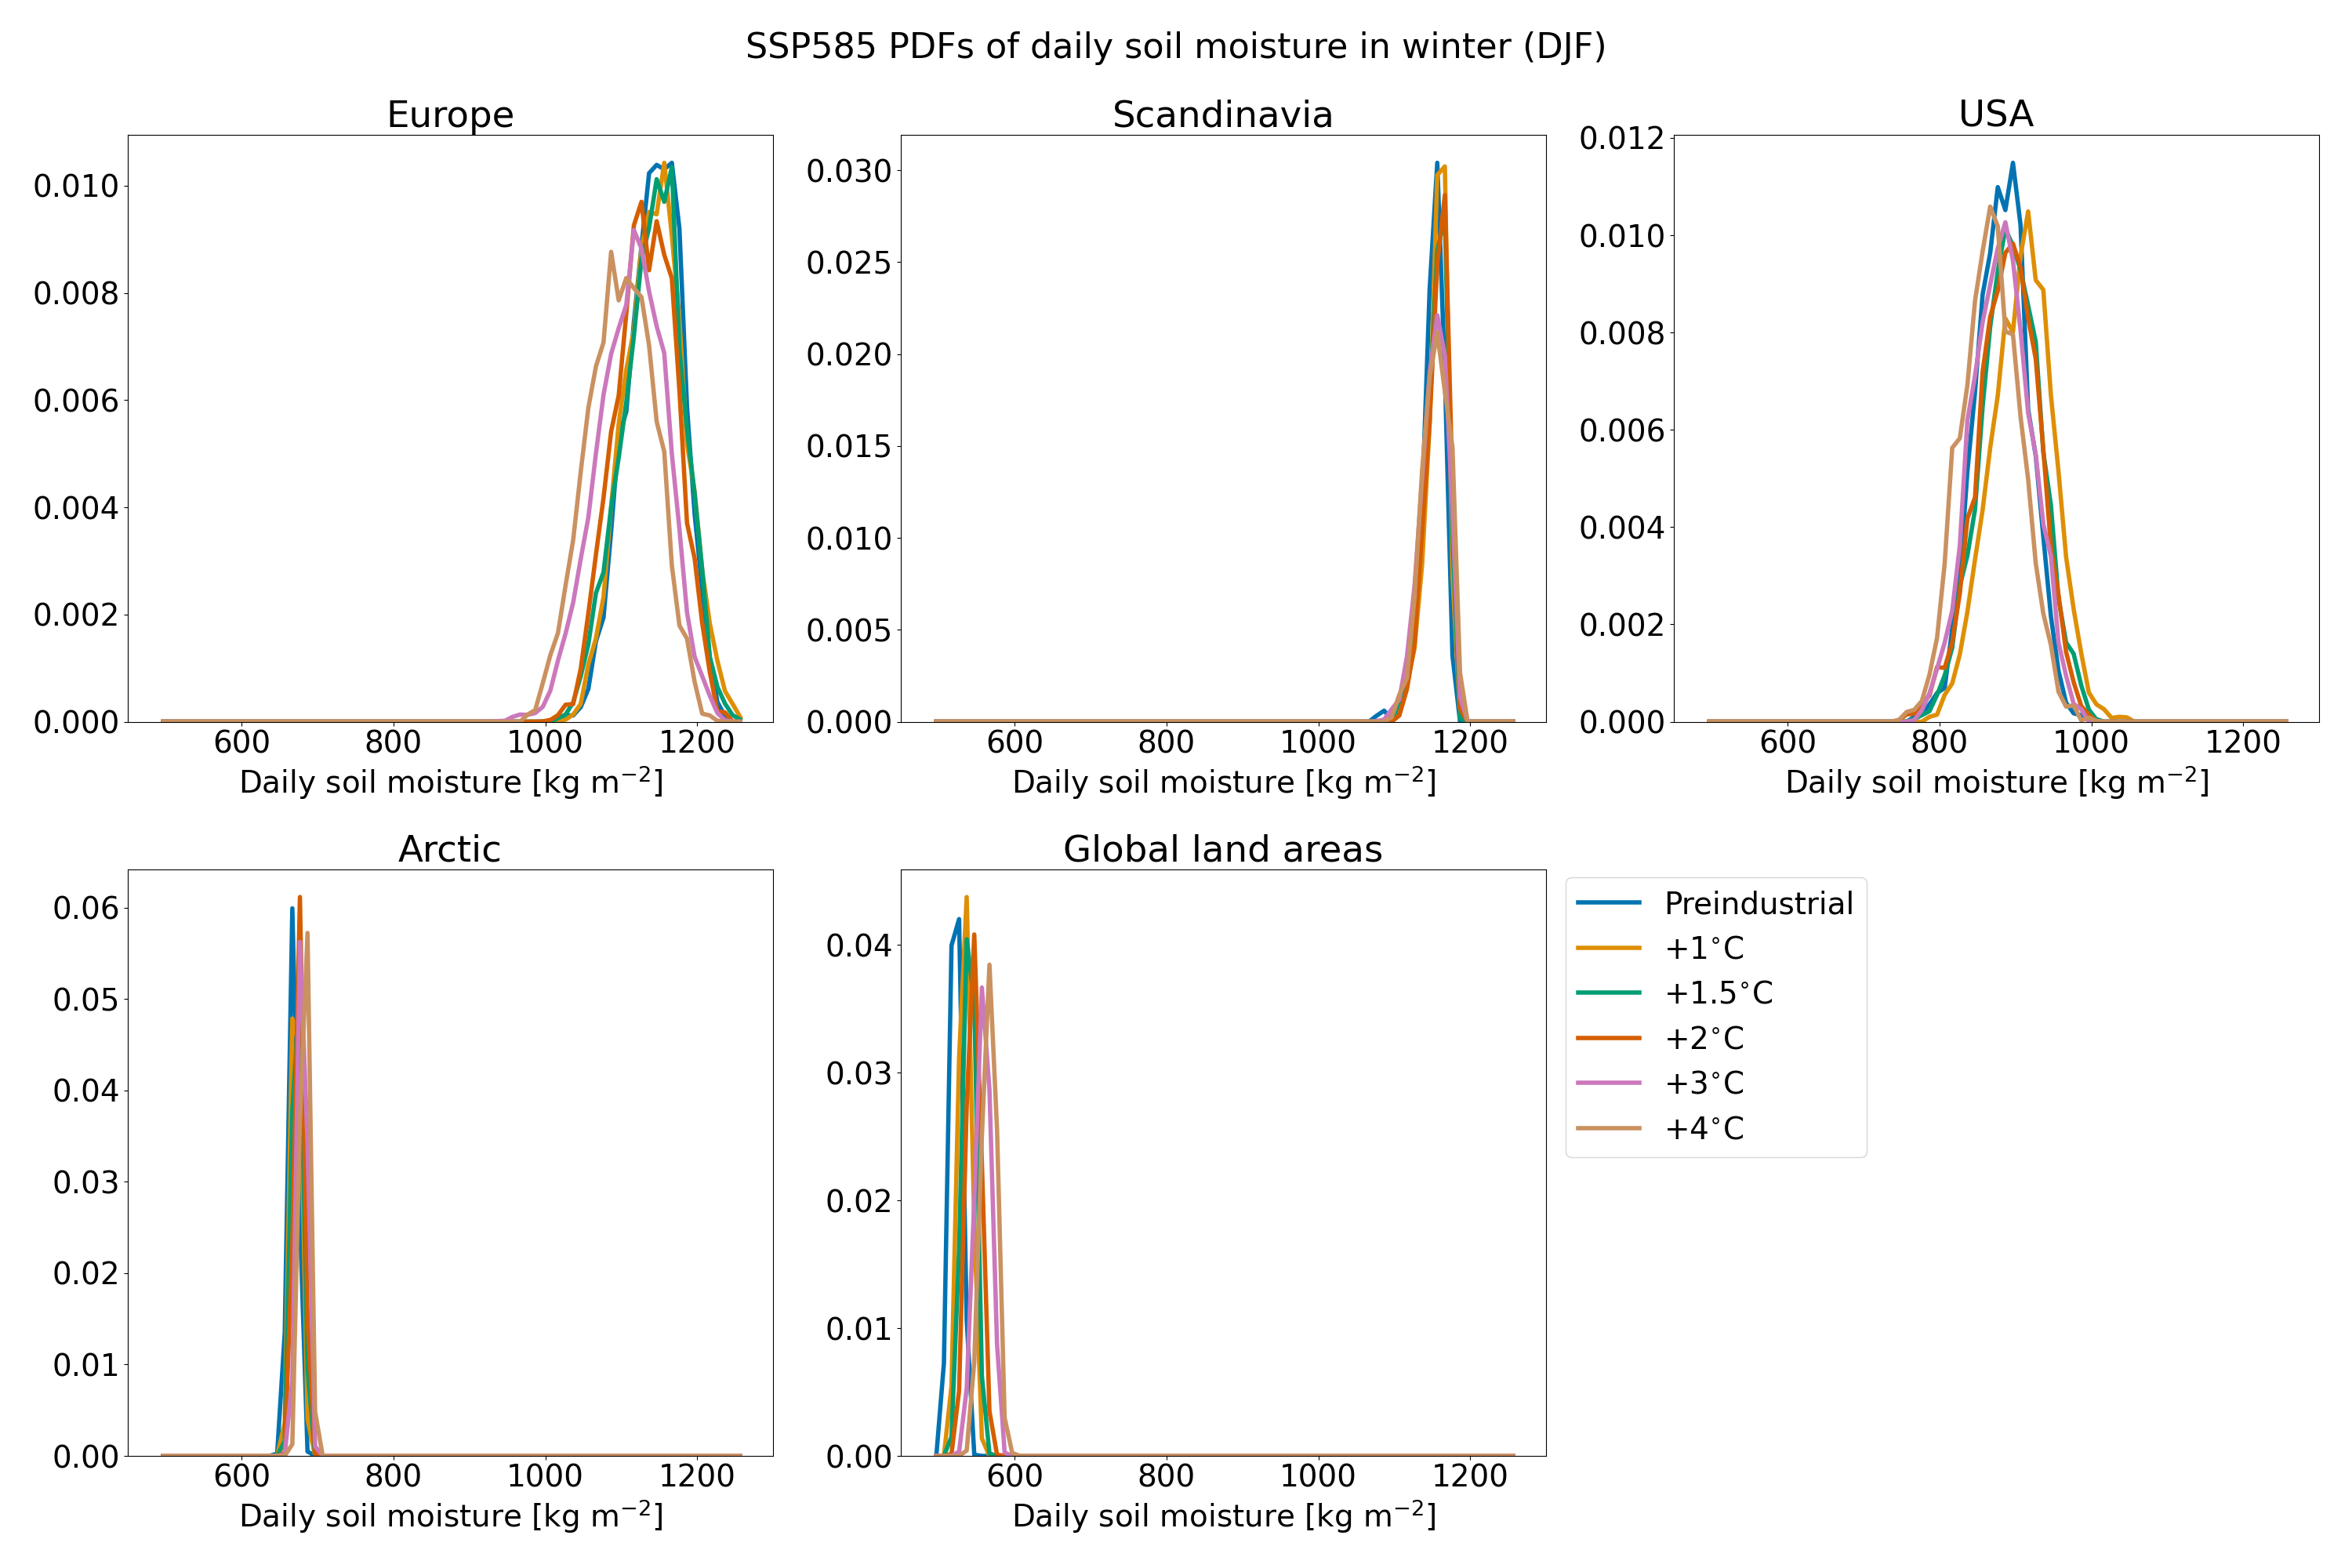 SSP585 PDFs of daily soil moisture in winter (DJF)
Europe
0.010
0.008
0.006
0.004
0.002
0.000
600 800 1000 1200
Daily soil moisture [kg m⁻²]
Scandinavia
0.030
0.025
0.020
0.015
0.010
0.005
0.000
600 800 1000 1200
Daily soil moisture [kg m⁻²]
USA
0.012
0.010
0.008
0.006
0.004
0.002
0.000
600 800 1000 1200
Daily soil moisture [kg m⁻²]
Arctic
0.06
0.05
0.04
0.03
0.02
0.01
0.00
600 800 1000 1200
Daily soil moisture [kg m⁻²]
Global land areas
0.04
0.03
0.02
0.01
0.00
600 800 1000 1200
Daily soil moisture [kg m⁻²]
Preindustrial
+1°C
+1.5°C
+2°C
+3°C
+4°C